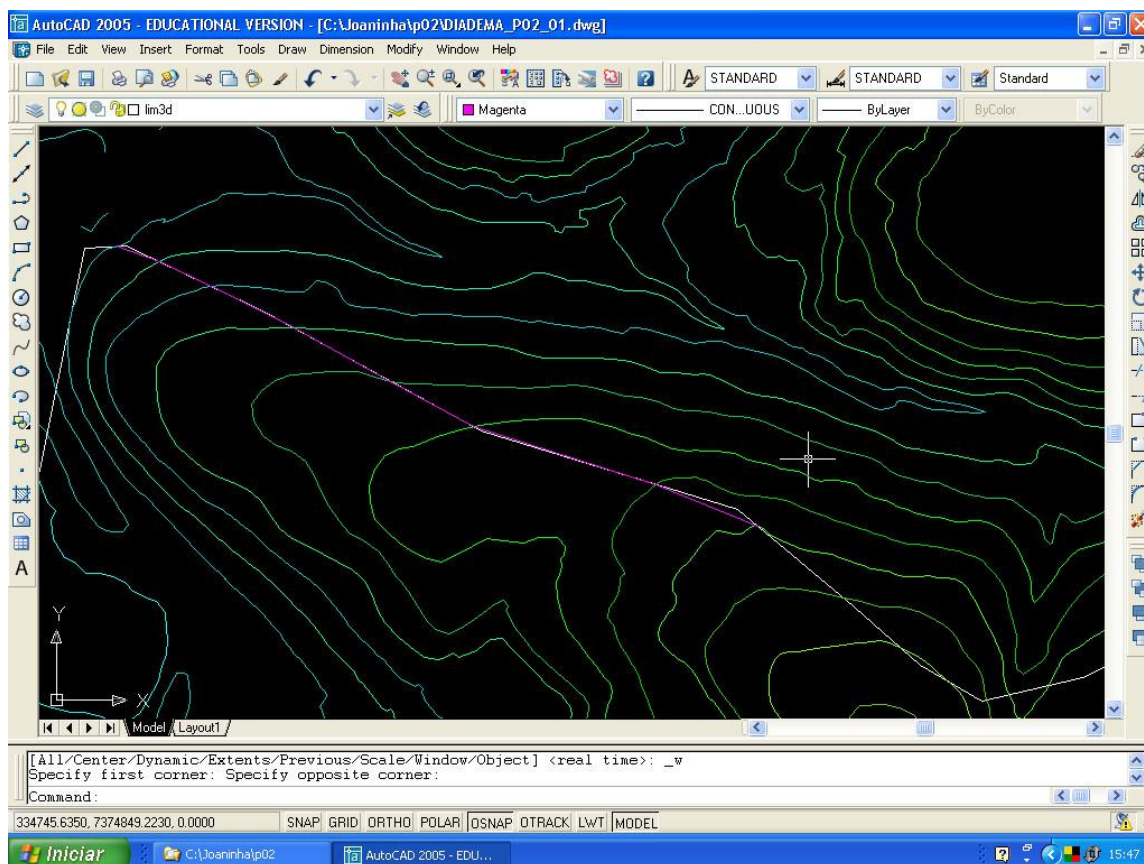 AutoCAD 2005 - EDUCATIONAL VERSION - [C:\Joaninha\p02\DIADEMA_P02_01.dwg]
File Edit View Insert Format Tools Draw Dimension Modify Window Help
STANDARD STANDARD Standard
lim3d Magenta CON...UOUS ByLayer ByColor
A
Y
X
Model Layout1
[All/Center/Dynamic/Extents/Previous/Scale/Window/Object] <real time>: _w
Specify first corner: Specify opposite corner:
Command:
334745.6350, 7374849.2230, 0.0000 SNAP GRID ORTHO POLAR OSNAP OTRACK LWT MODEL
Iniciar C:\Joaninha\p02 AutoCAD 2005 - EDU... 15:47